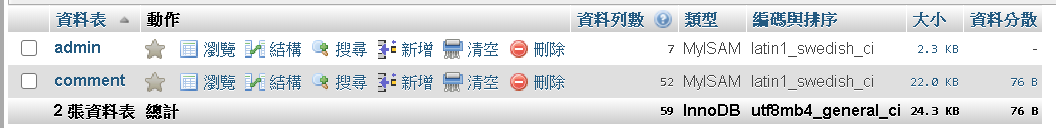 資料表 動作 資料列數 類型 編碼與排序 大小 資料分散
admin 瀏覽 結構 搜尋 新增 清空 刪除 7 MyISAM latin1_swedish_ci 2.3 KB -
comment 瀏覽 結構 搜尋 新增 清空 刪除 52 MyISAM latin1_swedish_ci 22.0 KB 76 B
2 張資料表 總計 59 InnoDB utf8mb4_general_ci 24.3 KB 76 B